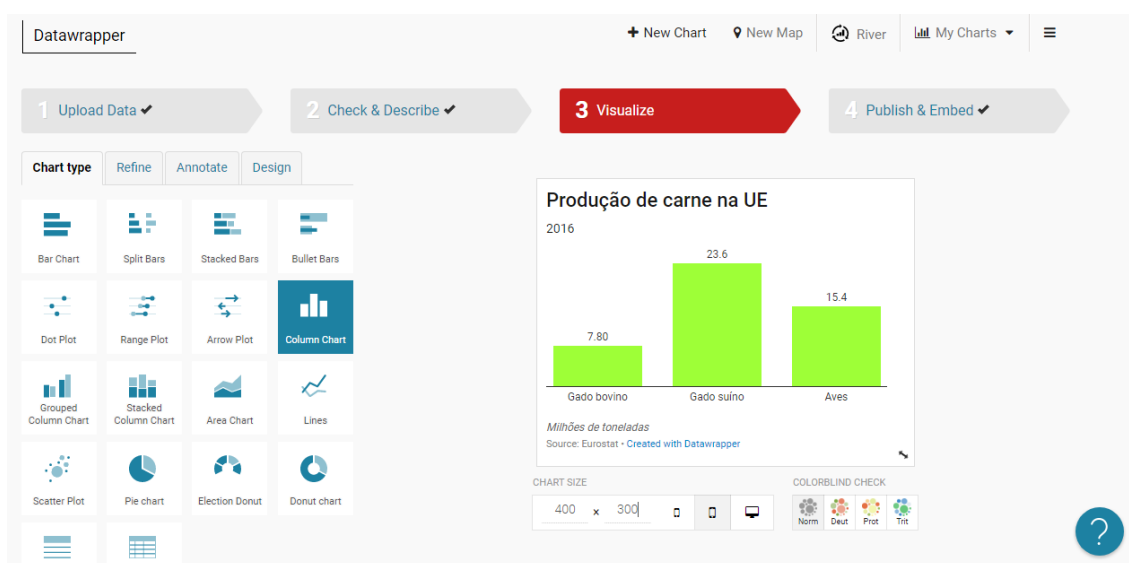 Datawrapper
New Chart
New Map
River
My Charts
1 Upload Data
2 Check & Describe
3 Visualize
4 Publish & Embed
Chart type
Refine
Annotate
Design
Bar Chart
Split Bars
Stacked Bars
Bullet Bars
Dot Plot
Range Plot
Arrow Plot
Column Chart
Grouped
Column Chart
Stacked
Column Chart
Area Chart
Lines
Scatter Plot
Pie chart
Election Donut
Donut chart
Produção de carne na UE
2016
7.80
23.6
15.4
Gado bovino
Gado suíno
Aves
Milhões de toneladas
Source: Eurostat • Created with Datawrapper
CHART SIZE
400 x 300
COLORBLIND CHECK
Norm
Deut
Prot
Trit
?